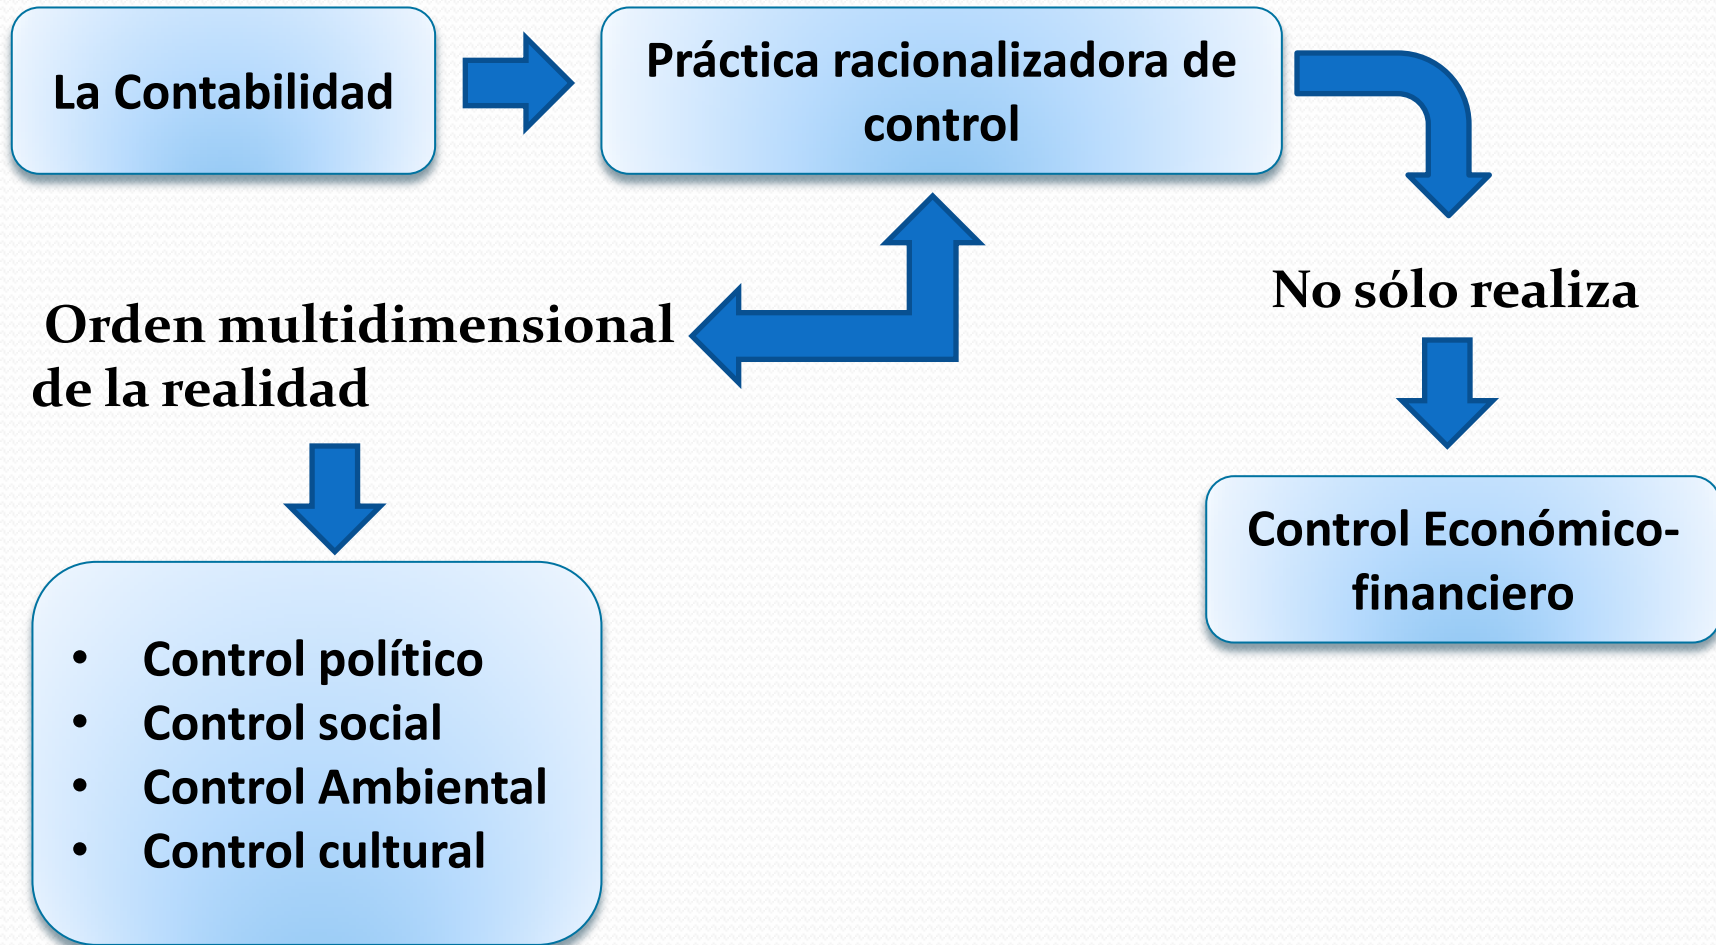 La Contabilidad
Práctica racionalizadora de
control
No sólo realiza
Orden multidimensional
de la realidad
Control Económico-
financiero
• Control político
• Control social
• Control Ambiental
• Control cultural